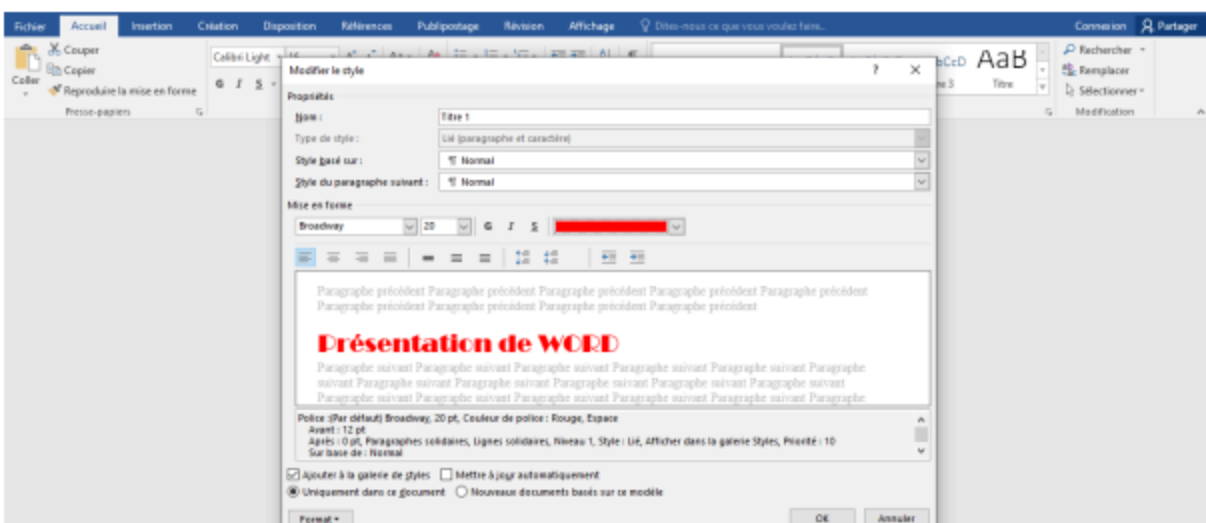 Fichier Accueil Insertion Création Disposition Références Publipostage Révision Affichage Dites-nous ce que vous voulez faire... Connexion Partager
Couper
Copier
Reproduire la mise en forme
Coller
Presse-papiers
Calibri Light
G I S
AaB
Titre
Rechercher
Remplacer
Sélectionner
Modification
Modifier le style ? ×
Propriétés
Nom : Titre 1
Type de style : Lié (paragraphe et caractère)
Style basé sur : ¶ Normal
Style du paragraphe suivant : ¶ Normal
Mise en forme
Broadway 20 G I S
Paragraphe précédent Paragraphe précédent Paragraphe précédent Paragraphe précédent Paragraphe précédent
Paragraphe précédent Paragraphe précédent Paragraphe précédent Paragraphe précédent
Présentation de WORD
Paragraphe suivant Paragraphe suivant Paragraphe suivant Paragraphe suivant Paragraphe
suivant Paragraphe suivant Paragraphe suivant Paragraphe suivant Paragraphe suivant
Paragraphe suivant Paragraphe suivant Paragraphe suivant Paragraphe suivant Paragraphe
Police :(Par défaut) Broadway, 20 pt, Couleur de police : Rouge, Espace
Avant : 12 pt
Après : 0 pt, Paragraphes solidaires, Lignes solidaires, Niveau 1, Style : Lié, Afficher dans la galerie Styles, Priorité : 10
Sur base de : Normal
Ajouter à la galerie de styles Mettre à jour automatiquement
Uniquement dans ce document Nouveaux documents basés sur ce modèle
Format OK Annuler